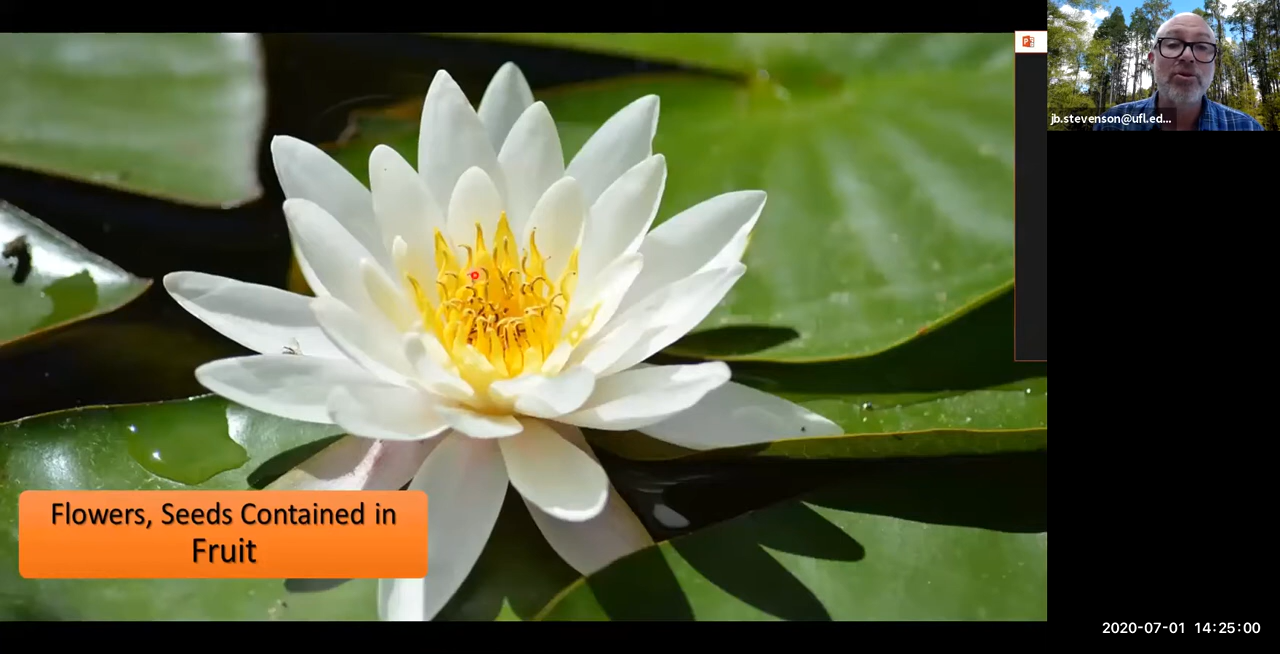 jb.stevenson@ufl.ed...
Flowers, Seeds Contained in
Fruit
2020-07-01 14:25:00